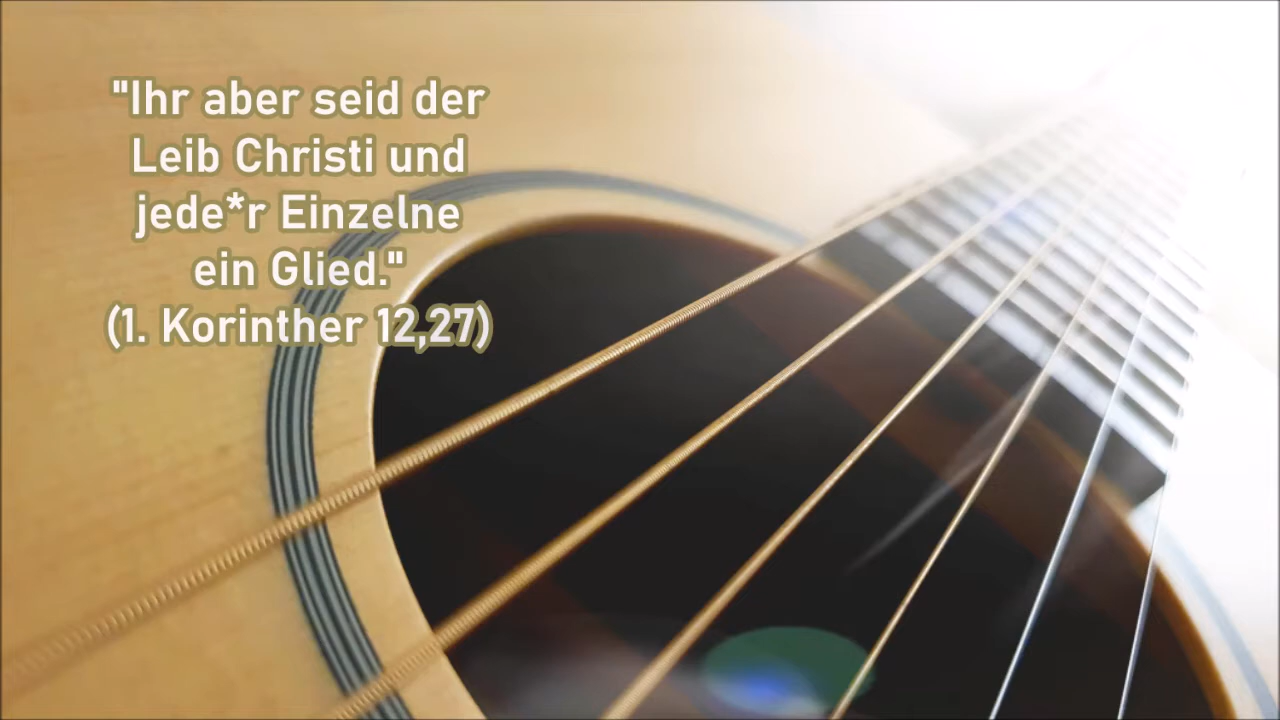 "Ihr aber seid der
Leib Christi und
jede*r Einzelne
ein Glied."
(1. Korinther 12,27)